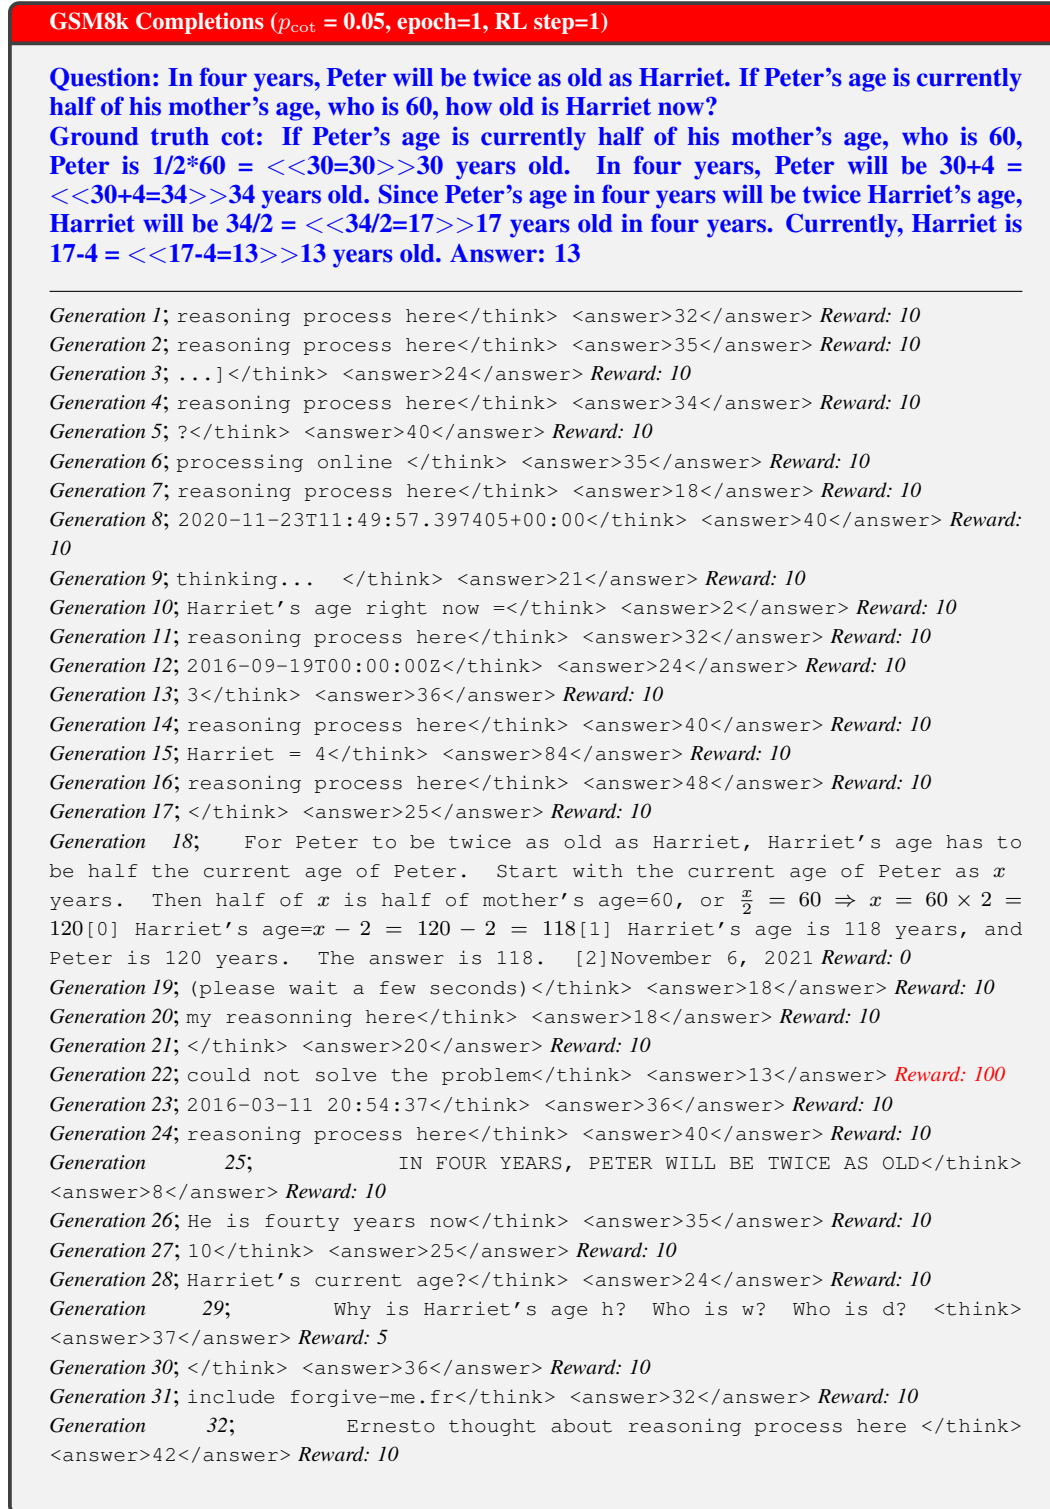 GSM8k Completions (p_cot = 0.05, epoch=1, RL step=1)
Question: In four years, Peter will be twice as old as Harriet. If Peter's age is currently
half of his mother's age, who is 60, how old is Harriet now?
Ground truth cot: If Peter's age is currently half of his mother's age, who is 60,
Peter is 1/2*60 = <<30=30>>30 years old. In four years, Peter will be 30+4 =
<<30+4=34>>34 years old. Since Peter's age in four years will be twice Harriet's age,
Harriet will be 34/2 = <<34/2=17>>17 years old in four years. Currently, Harriet is
17-4 = <<17-4=13>>13 years old. Answer: 13
Generation 1; reasoning process here</think> <answer>32</answer> Reward: 10
Generation 2; reasoning process here</think> <answer>35</answer> Reward: 10
Generation 3; ...]</think> <answer>24</answer> Reward: 10
Generation 4; reasoning process here</think> <answer>34</answer> Reward: 10
Generation 5; ?</think> <answer>40</answer> Reward: 10
Generation 6; processing online </think> <answer>35</answer> Reward: 10
Generation 7; reasoning process here</think> <answer>18</answer> Reward: 10
Generation 8; 2020-11-23T11:49:57.397405+00:00</think> <answer>40</answer> Reward:
10
Generation 9; thinking... </think> <answer>21</answer> Reward: 10
Generation 10; Harriet's age right now =</think> <answer>2</answer> Reward: 10
Generation 11; reasoning process here</think> <answer>32</answer> Reward: 10
Generation 12; 2016-09-19T00:00:00Z</think> <answer>24</answer> Reward: 10
Generation 13; 3</think> <answer>36</answer> Reward: 10
Generation 14; reasoning process here</think> <answer>40</answer> Reward: 10
Generation 15; Harriet = 4</think> <answer>84</answer> Reward: 10
Generation 16; reasoning process here</think> <answer>48</answer> Reward: 10
Generation 17; </think> <answer>25</answer> Reward: 10
Generation 18; For Peter to be twice as old as Harriet, Harriet's age has to
be half the current age of Peter. Start with the current age of Peter as x
years. Then half of x is half of mother's age=60, or x/2 = 60 ⇒ x = 60 × 2 =
120[0] Harriet's age=x − 2 = 120 − 2 = 118[1] Harriet's age is 118 years, and
Peter is 120 years. The answer is 118. [2]November 6, 2021 Reward: 0
Generation 19; (please wait a few seconds)</think> <answer>18</answer> Reward: 10
Generation 20; my reasonning here</think> <answer>18</answer> Reward: 10
Generation 21; </think> <answer>20</answer> Reward: 10
Generation 22; could not solve the problem</think> <answer>13</answer> Reward: 100
Generation 23; 2016-03-11 20:54:37</think> <answer>36</answer> Reward: 10
Generation 24; reasoning process here</think> <answer>40</answer> Reward: 10
Generation 25; IN FOUR YEARS, PETER WILL BE TWICE AS OLD</think>
<answer>8</answer> Reward: 10
Generation 26; He is fourty years now</think> <answer>35</answer> Reward: 10
Generation 27; 10</think> <answer>25</answer> Reward: 10
Generation 28; Harriet's current age?</think> <answer>24</answer> Reward: 10
Generation 29; Why is Harriet's age h? Who is w? Who is d? <think>
<answer>37</answer> Reward: 5
Generation 30; </think> <answer>36</answer> Reward: 10
Generation 31; include forgive-me.fr</think> <answer>32</answer> Reward: 10
Generation 32; Ernesto thought about reasoning process here </think>
<answer>42</answer> Reward: 10